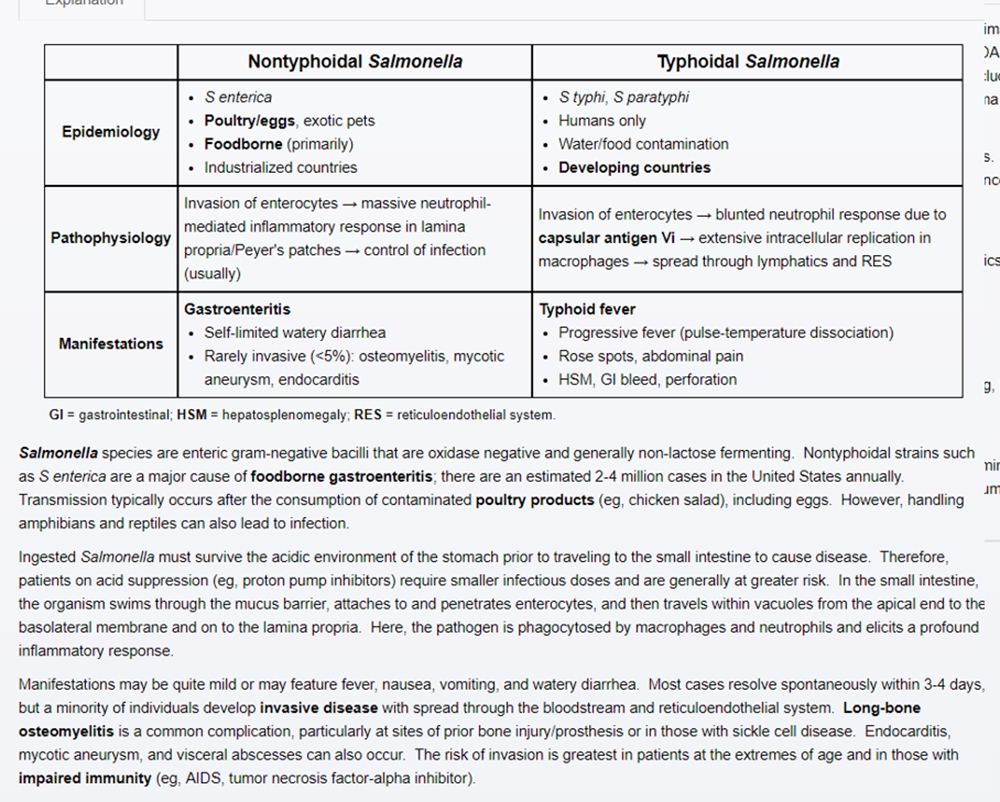 Explanation
Nontyphoidal Salmonella
Typhoidal Salmonella
Epidemiology
• S enterica
• Poultry/eggs, exotic pets
• Foodborne (primarily)
• Industrialized countries
• S typhi, S paratyphi
• Humans only
• Water/food contamination
• Developing countries
Pathophysiology
Invasion of enterocytes → massive neutrophil-
mediated inflammatory response in lamina
propria/Peyer's patches → control of infection
(usually)
Invasion of enterocytes → blunted neutrophil response due to
capsular antigen Vi → extensive intracellular replication in
macrophages → spread through lymphatics and RES
Manifestations
Gastroenteritis
• Self-limited watery diarrhea
• Rarely invasive (<5%): osteomyelitis, mycotic
aneurysm, endocarditis
Typhoid fever
• Progressive fever (pulse-temperature dissociation)
• Rose spots, abdominal pain
• HSM, GI bleed, perforation
GI = gastrointestinal; HSM = hepatosplenomegaly; RES = reticuloendothelial system.
Salmonella species are enteric gram-negative bacilli that are oxidase negative and generally non-lactose fermenting. Nontyphoidal strains such
as S enterica are a major cause of foodborne gastroenteritis; there are an estimated 2-4 million cases in the United States annually.
Transmission typically occurs after the consumption of contaminated poultry products (eg, chicken salad), including eggs. However, handling
amphibians and reptiles can also lead to infection.
Ingested Salmonella must survive the acidic environment of the stomach prior to traveling to the small intestine to cause disease. Therefore,
patients on acid suppression (eg, proton pump inhibitors) require smaller infectious doses and are generally at greater risk. In the small intestine,
the organism swims through the mucus barrier, attaches to and penetrates enterocytes, and then travels within vacuoles from the apical end to the
basolateral membrane and on to the lamina propria. Here, the pathogen is phagocytosed by macrophages and neutrophils and elicits a profound
inflammatory response.
Manifestations may be quite mild or may feature fever, nausea, vomiting, and watery diarrhea. Most cases resolve spontaneously within 3-4 days,
but a minority of individuals develop invasive disease with spread through the bloodstream and reticuloendothelial system. Long-bone
osteomyelitis is a common complication, particularly at sites of prior bone injury/prosthesis or in those with sickle cell disease. Endocarditis,
mycotic aneurysm, and visceral abscesses can also occur. The risk of invasion is greatest in patients at the extremes of age and in those with
impaired immunity (eg, AIDS, tumor necrosis factor-alpha inhibitor).